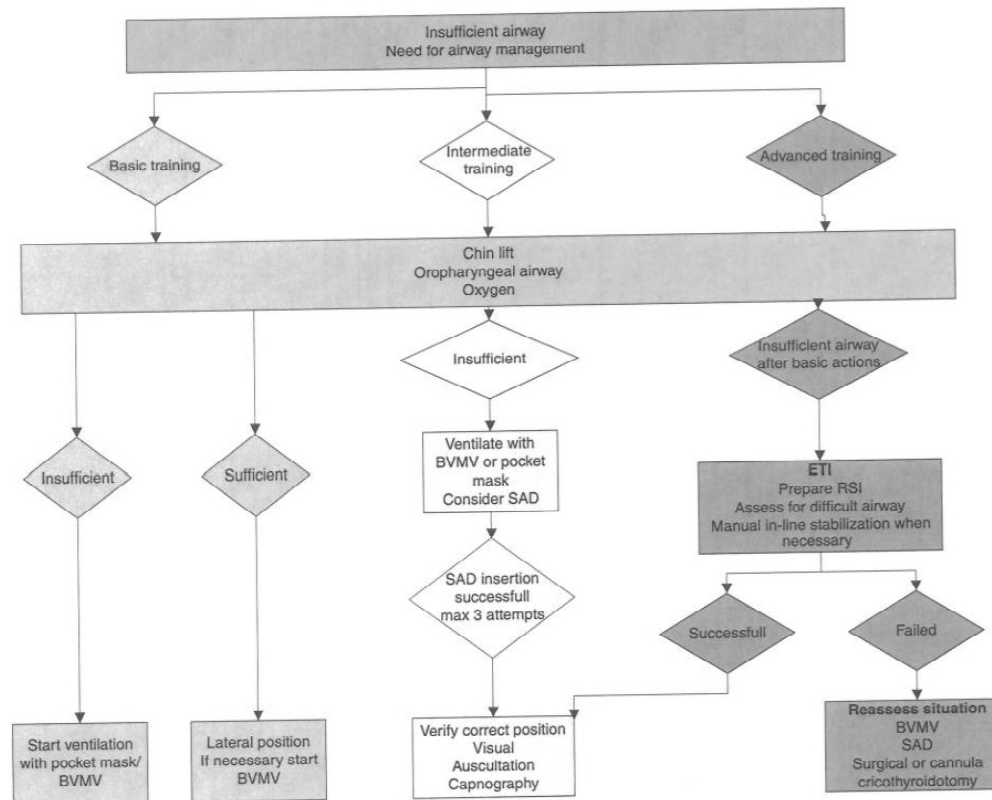 Insufficient airway
Need for airway management
Basic training
Intermediate
training
Advanced training
Chin lift
Oropharyngeal airway
Oxygen
Insufficient
Insufficient airway
after basic actions
Insufficient
Sufficient
Ventilate with
BVMV or pocket
mask
Consider SAD
ETI
Prepare RSI
Assess for difficult airway
Manual in-line stabilization when
necessary
SAD insertion
successfull
max 3 attempts
Successfull
Failed
Start ventilation
with pocket mask/
BVMV
Lateral position
If necessary start
BVMV
Verify correct position
Visual
Auscultation
Capnography
Reassess situation
BVMV
SAD
Surgical or cannula
cricothyroidotomy